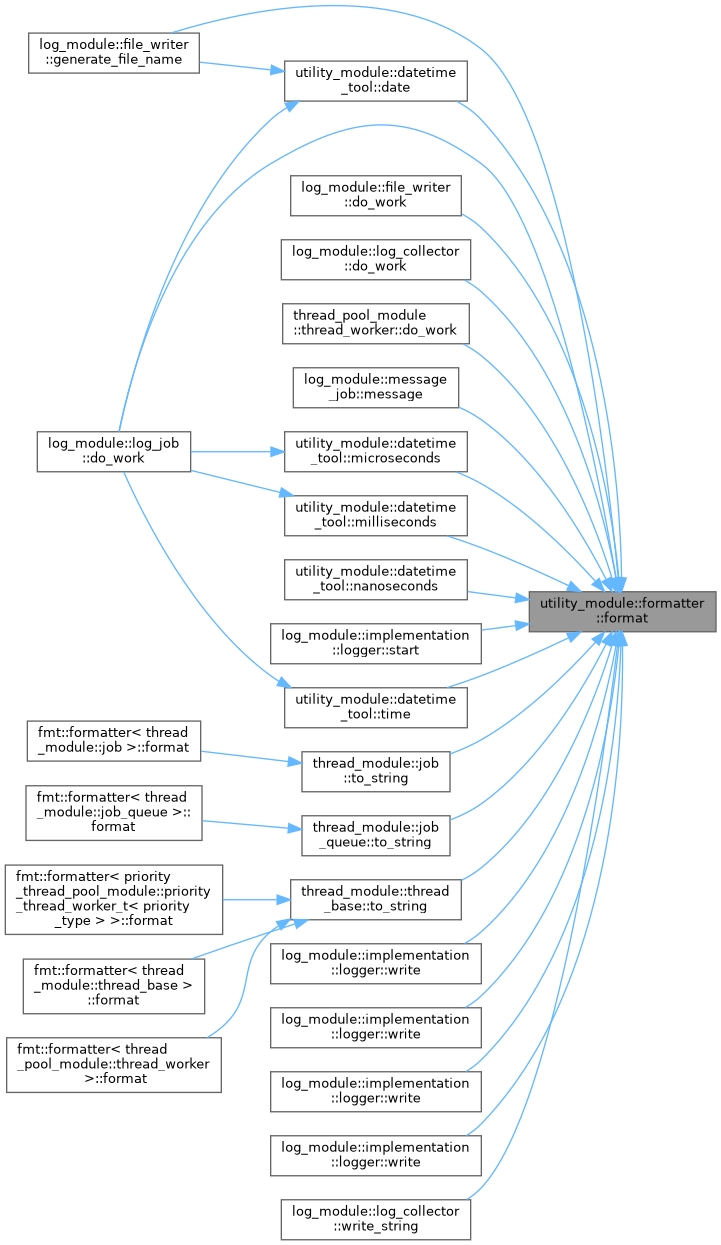 log_module::file_writer
::generate_file_name
utility_module::datetime
_tool::date
log_module::file_writer
::do_work
log_module::log_collector
::do_work
thread_pool_module
::thread_worker::do_work
log_module::message
_job::message
log_module::log_job
::do_work
utility_module::datetime
_tool::microseconds
utility_module::datetime
_tool::milliseconds
utility_module::datetime
_tool::nanoseconds
utility_module::formatter
::format
log_module::implementation
::logger::start
utility_module::datetime
_tool::time
fmt::formatter< thread
_module::job >::format
thread_module::job
::to_string
fmt::formatter< thread
_module::job_queue >::
format
thread_module::job
_queue::to_string
fmt::formatter< priority
_thread_pool_module::priority
_thread_worker_t< priority
_type > >::format
thread_module::thread
_base::to_string
fmt::formatter< thread
_module::thread_base >
::format
log_module::implementation
::logger::write
fmt::formatter< thread
_pool_module::thread_worker
>::format
log_module::implementation
::logger::write
log_module::implementation
::logger::write
log_module::implementation
::logger::write
log_module::log_collector
::write_string